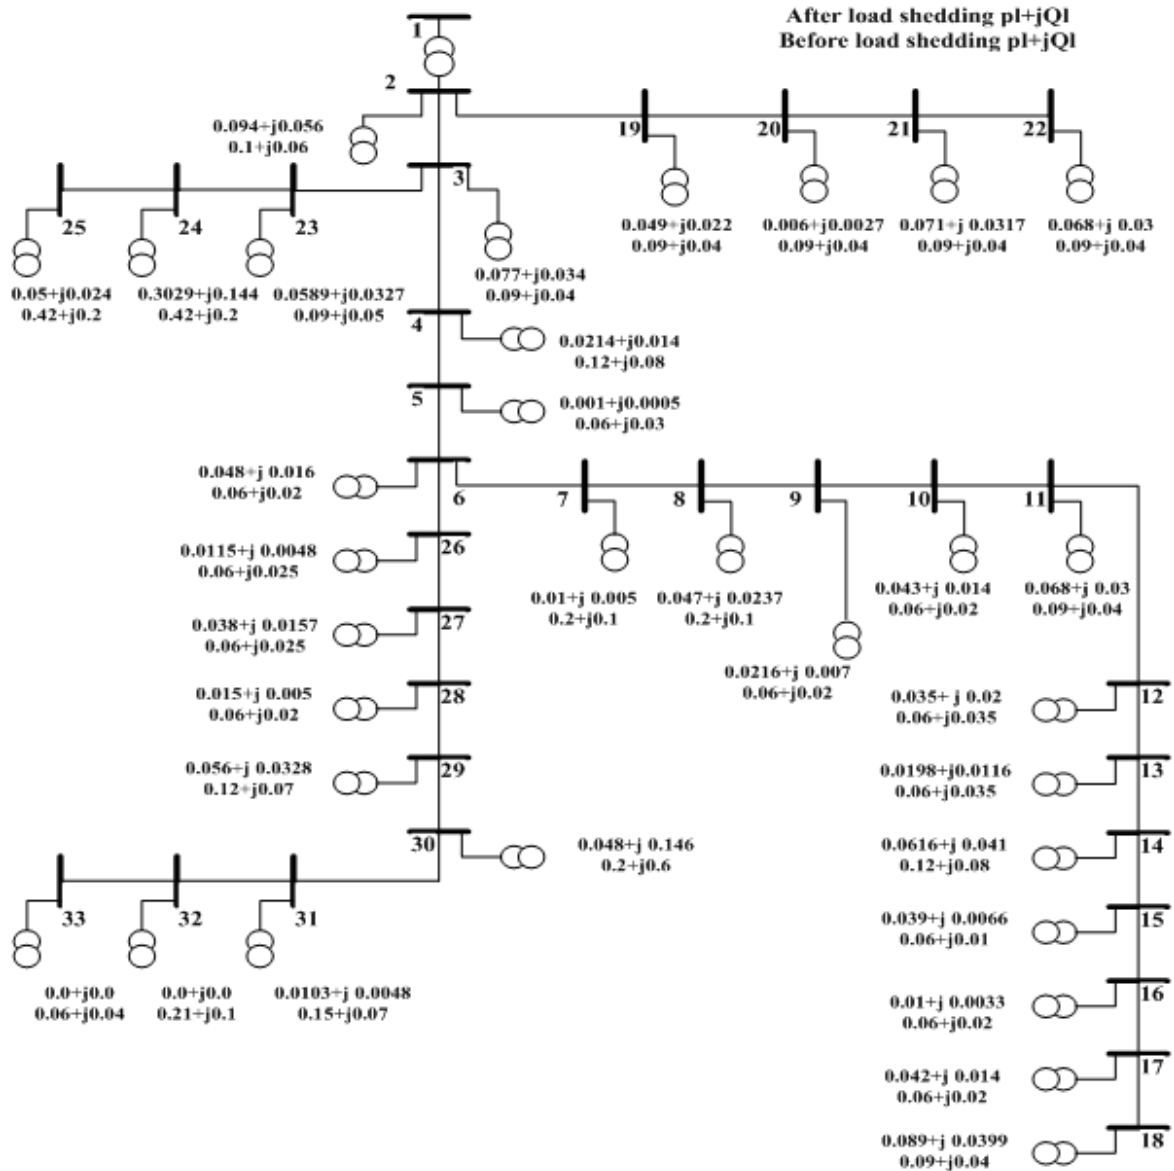 After load shedding pl+jQl
Before load shedding pl+jQl
1
2
0.094+j0.056
0.1+j0.06
19
20
21
22
0.049+j0.022
0.09+j0.04
0.006+j0.0027
0.09+j0.04
0.071+j 0.0317
0.09+j0.04
0.068+j 0.03
0.09+j0.04
3
0.077+j0.034
0.09+j0.04
25
24
23
0.05+j0.024
0.42+j0.2
0.3029+j0.144
0.42+j0.2
0.0589+j0.0327
0.09+j0.05
4
0.0214+j0.014
0.12+j0.08
5
0.001+j0.0005
0.06+j0.03
0.048+j 0.016
0.06+j0.02
6
7
8
9
10
11
0.01+j 0.005
0.2+j0.1
0.047+j 0.0237
0.2+j0.1
0.0216+j 0.007
0.06+j0.02
0.043+j 0.014
0.06+j0.02
0.068+j 0.03
0.09+j0.04
0.0115+j 0.0048
0.06+j0.025
26
0.038+j 0.0157
0.06+j0.025
27
0.015+j 0.005
0.06+j0.02
28
0.056+j 0.0328
0.12+j0.07
29
30
0.048+j 0.146
0.2+j0.6
33
32
31
0.0+j0.0
0.06+j0.04
0.0+j0.0
0.21+j0.1
0.0103+j 0.0048
0.15+j0.07
0.035+ j 0.02
0.06+j0.035
12
0.0198+j0.0116
0.06+j0.035
13
0.0616+j 0.041
0.12+j0.08
14
0.039+j 0.0066
0.06+j0.01
15
0.01+j 0.0033
0.06+j0.02
16
0.042+j 0.014
0.06+j0.02
17
0.089+j 0.0399
0.09+j0.04
18